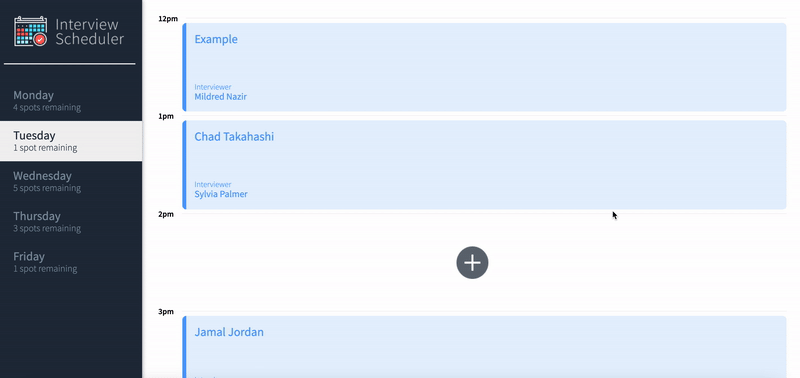 Interview
Scheduler
Monday
4 spots remaining
Tuesday
1 spot remaining
Wednesday
5 spots remaining
Thursday
3 spots remaining
Friday
1 spot remaining
12pm
Example
Interviewer
Mildred Nazir
1pm
Chad Takahashi
Interviewer
Sylvia Palmer
2pm
3pm
Jamal Jordan